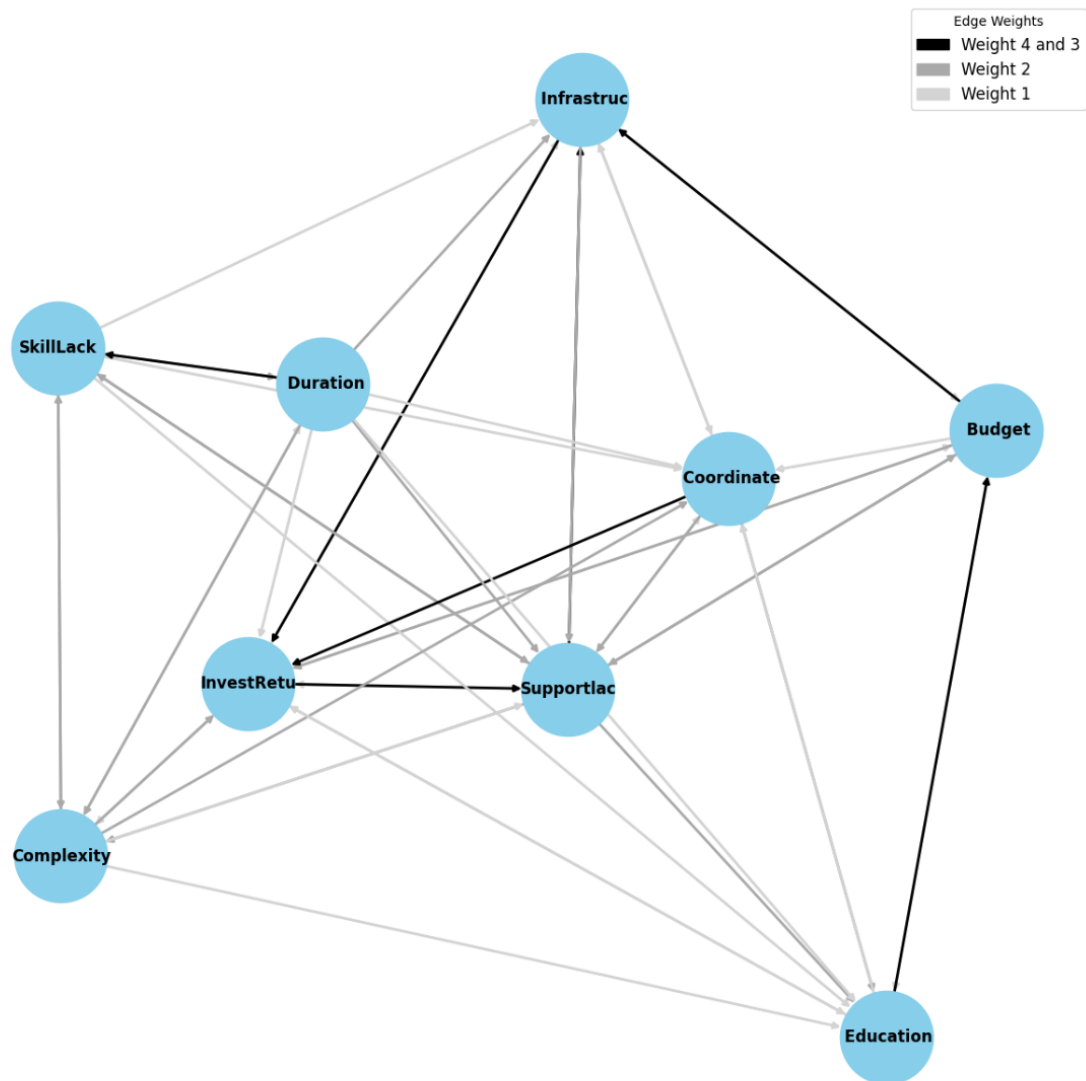 Edge Weights
Weight 4 and 3
Weight 2
Weight 1
Infrastruc
SkillLack
Duration
Budget
Coordinate
InvestRetu
Supportlac
Complexity
Education